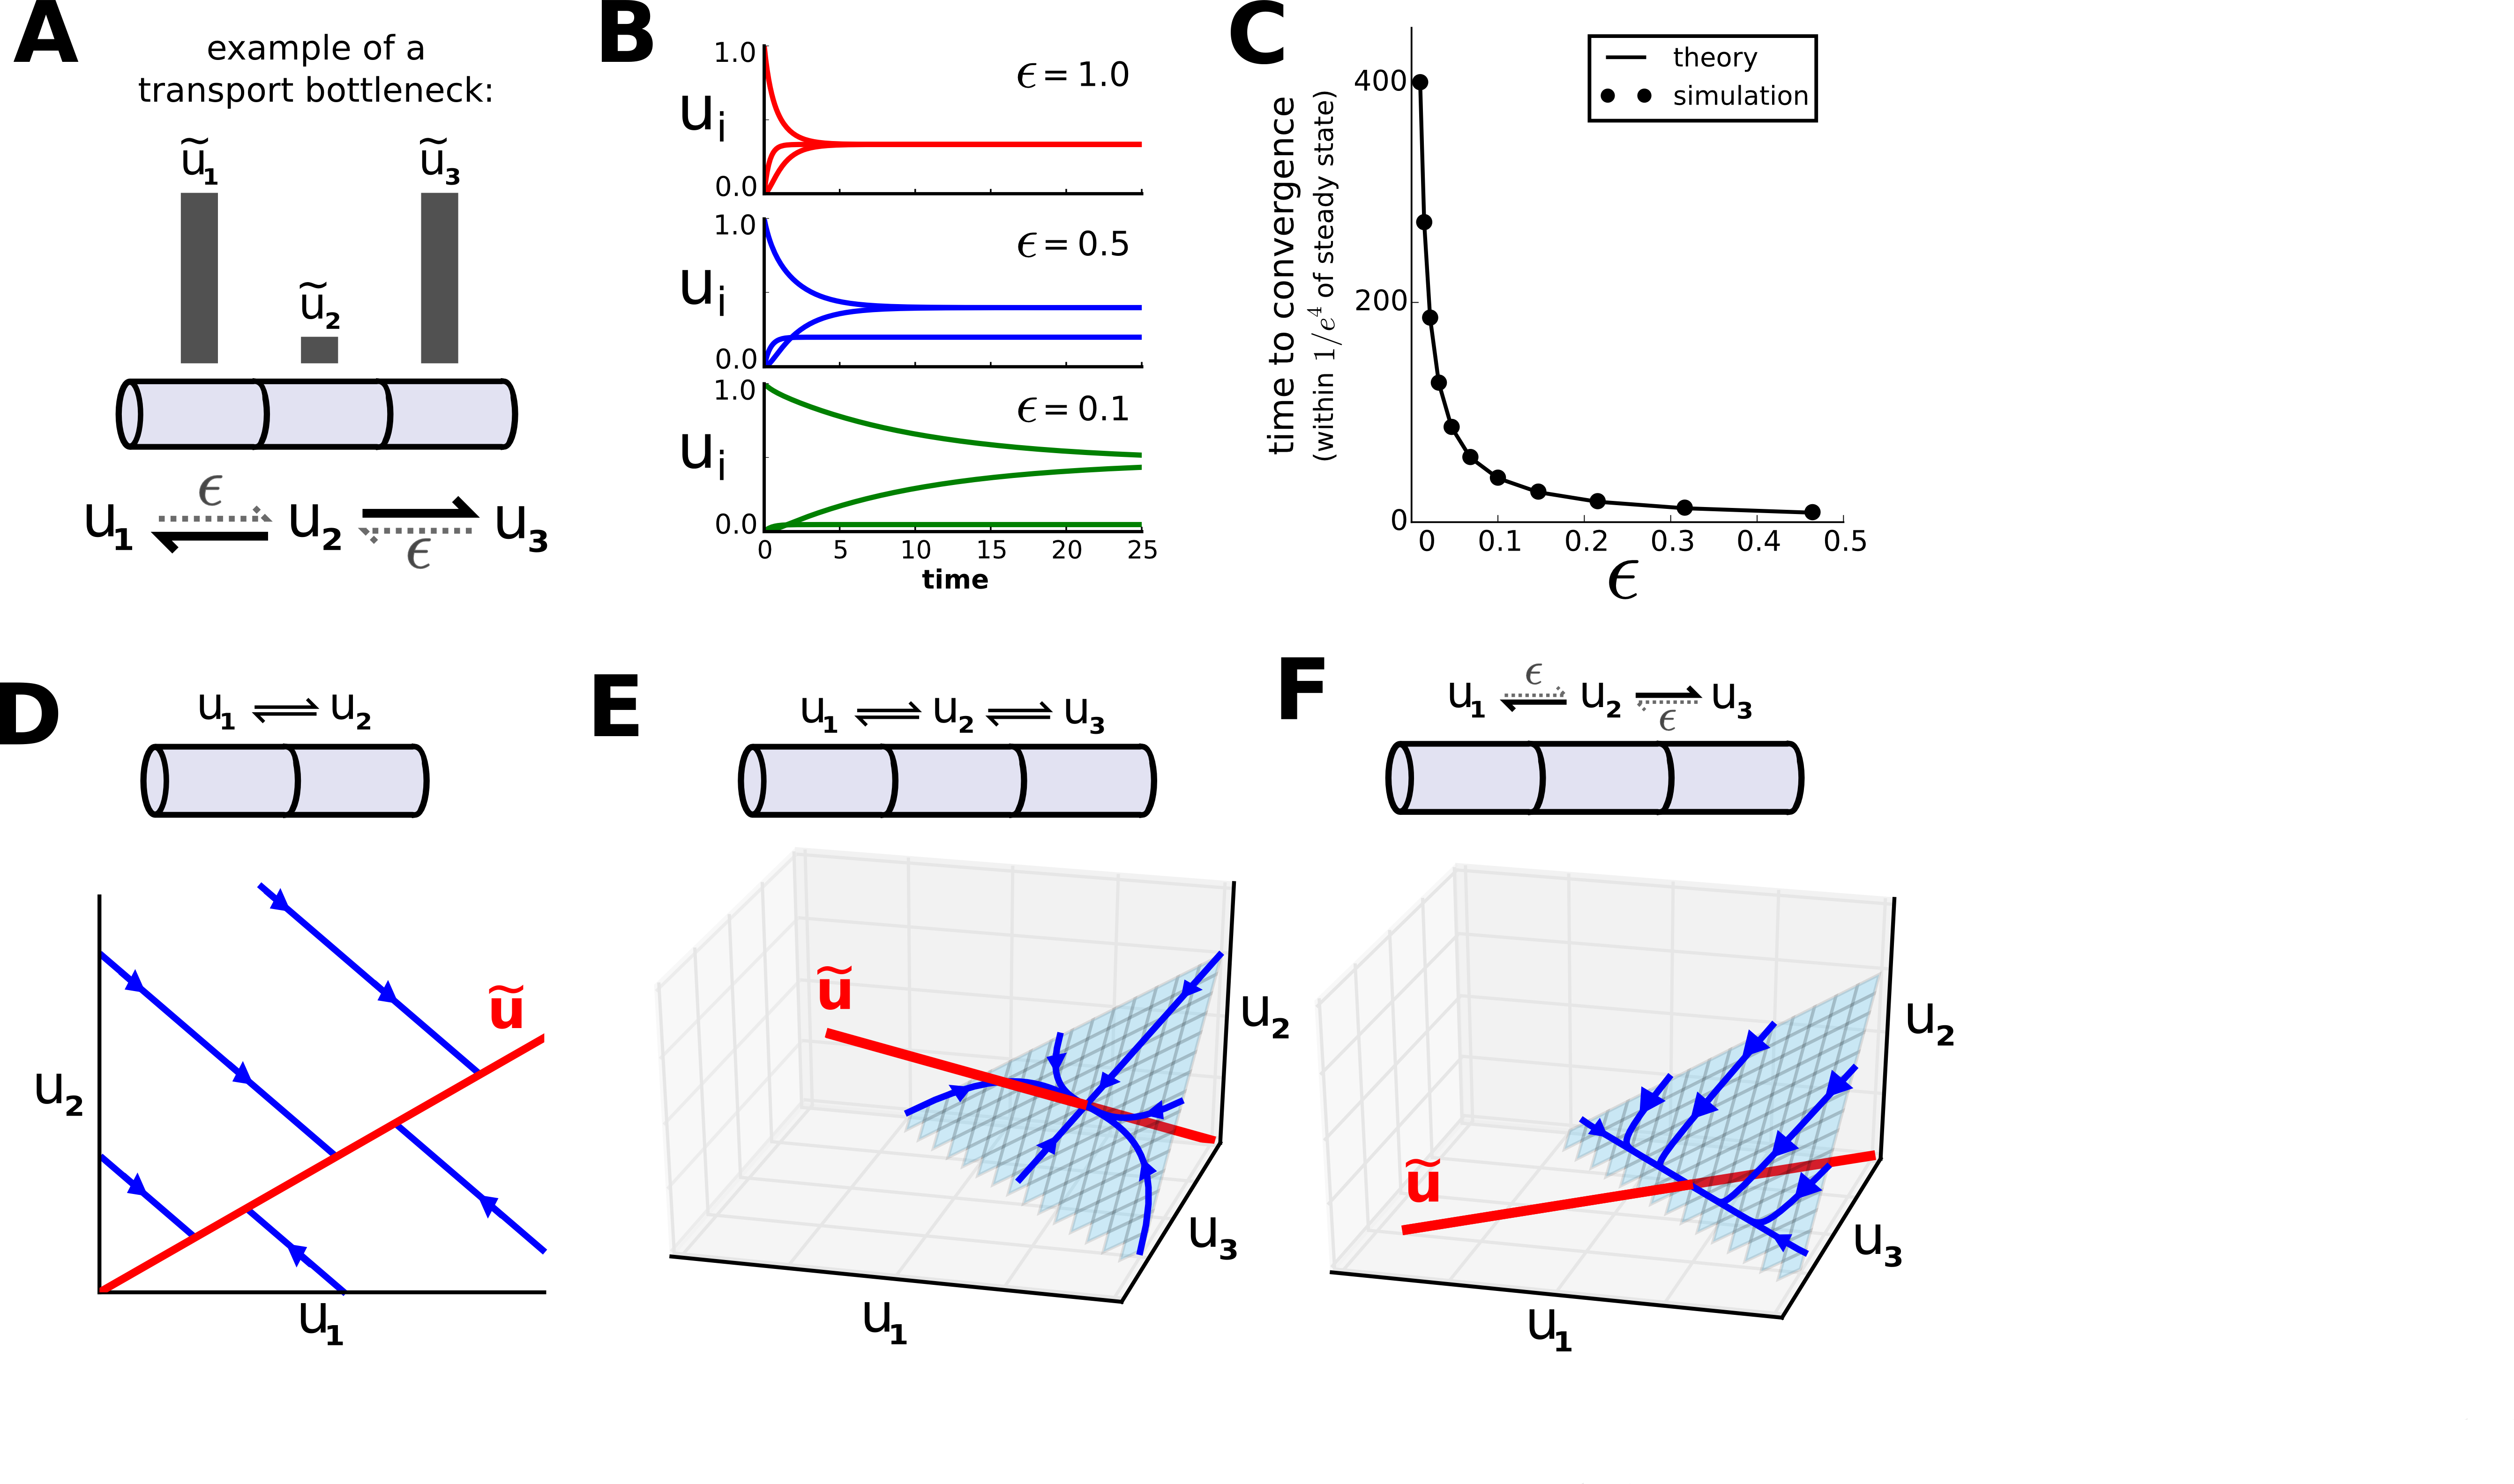 A
example of a
transport bottleneck:
ũ1
ũ3
ũ2
ϵ
u1
u2
u3
ϵ
B
1.0
ui
0.0
ϵ = 1.0
1.0
ui
0.0
ϵ = 0.5
1.0
ui
0.0
ϵ = 0.1
0 5 10 15 20 25
time
C
theory
simulation
time to convergence
(within 1/e^4 of steady state)
400
200
0
0 0.1 0.2 0.3 0.4 0.5
ϵ
D
u1 ⇌ u2
ũ
u2
u1
E
u1 ⇌ u2 ⇌ u3
ũ
u2
u3
u1
F
ϵ
u1 u2 u3
ϵ
ũ
u2
u3
u1